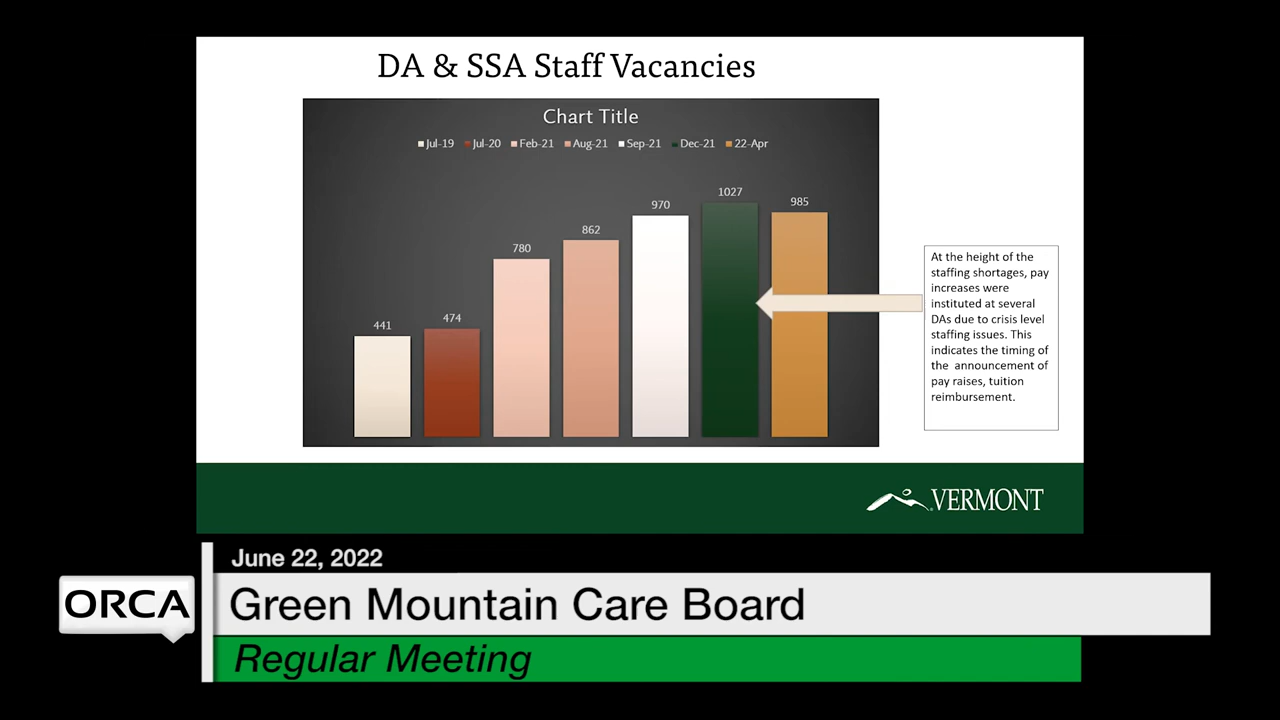 DA & SSA Staff Vacancies
Chart Title
Jul-19 Jul-20 Feb-21 Aug-21 Sep-21 Dec-21 22-Apr
441
474
780
862
970
1027
985
At the height of the
staffing shortages, pay
increases were
instituted at several
DAs due to crisis level
staffing issues. This
indicates the timing of
the announcement of
pay raises, tuition
reimbursement.
VERMONT
June 22, 2022
ORCA
Green Mountain Care Board
Regular Meeting